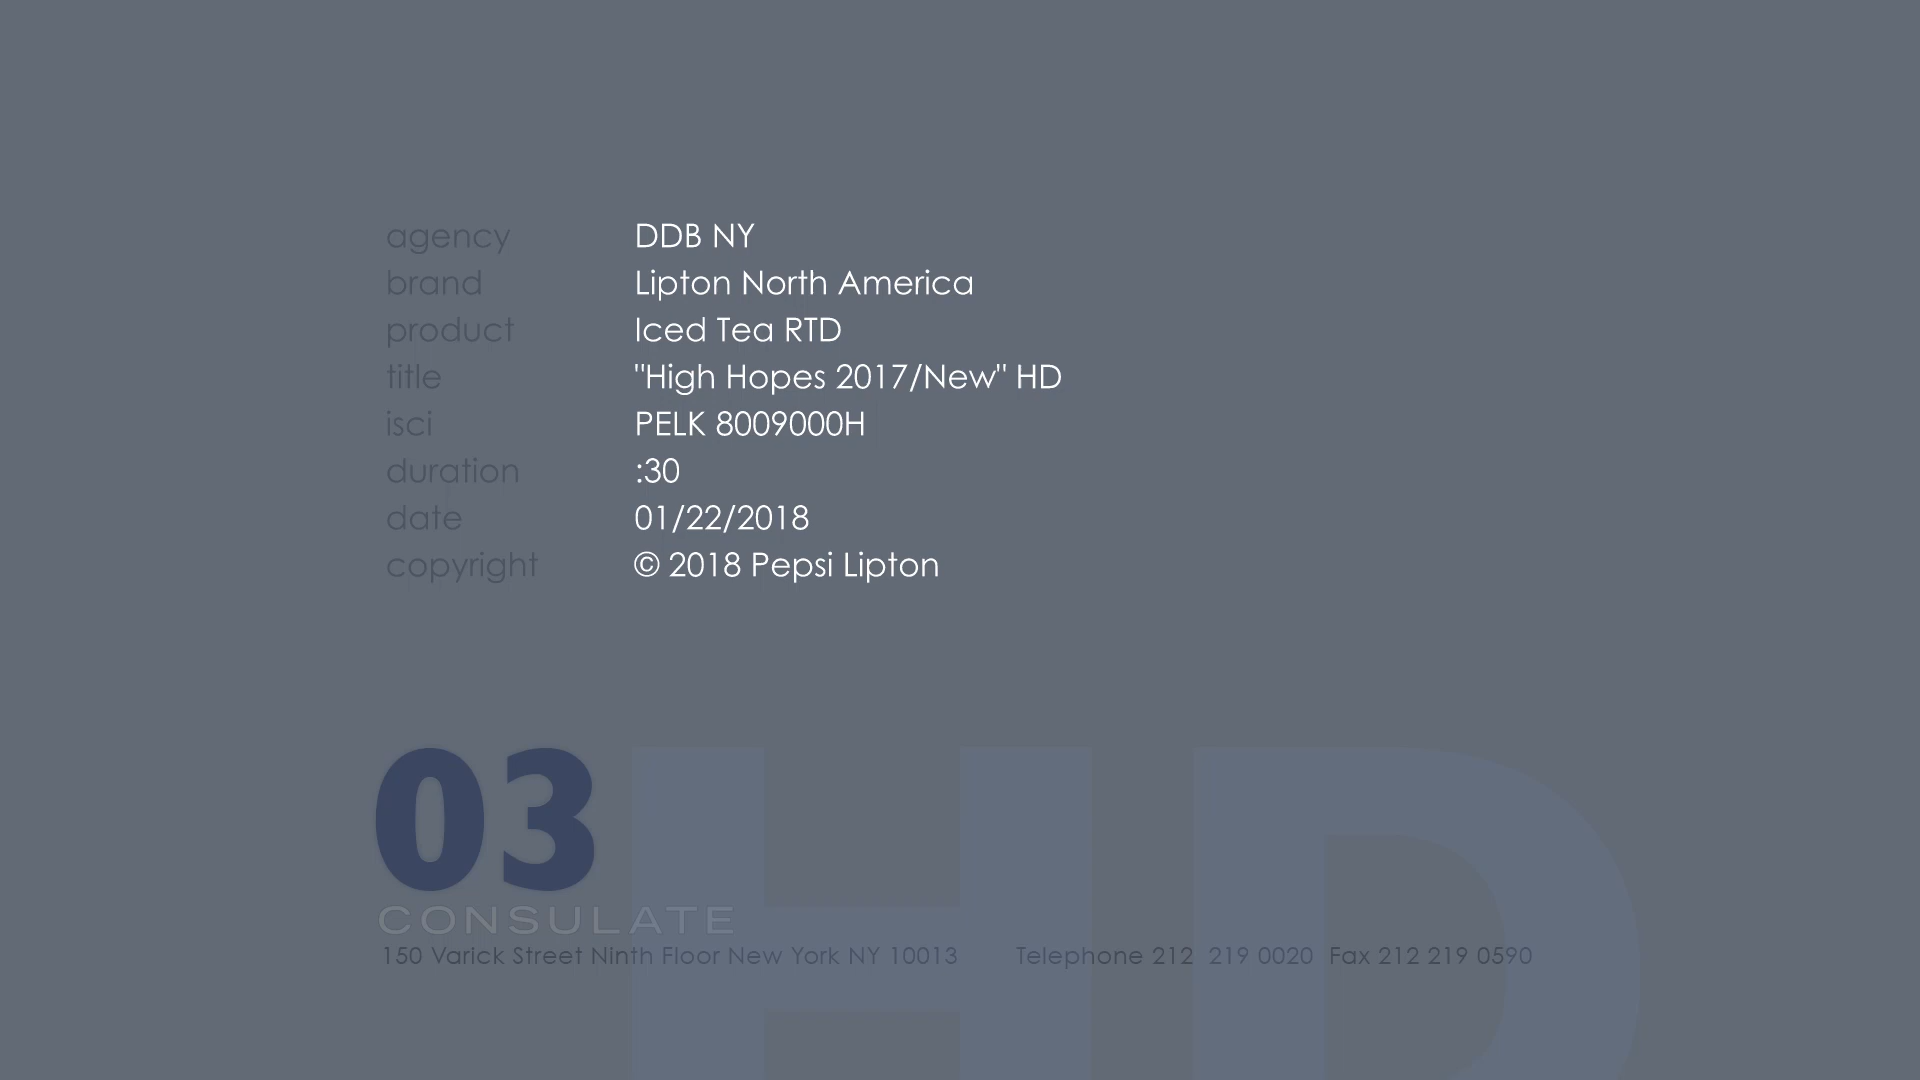 agency DDB NY
brand Lipton North America
product Iced Tea RTD
title "High Hopes 2017/New" HD
isci PELK 8009000H
duration :30
date 01/22/2018
copyright © 2018 Pepsi Lipton
03 HD
CONSULATE
150 Varick Street Ninth Floor New York NY 10013 Telephone 212 219 0020 Fax 212 219 0590